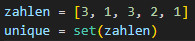 zahlen = [3, 1, 3, 2, 1]
unique = set(zahlen)